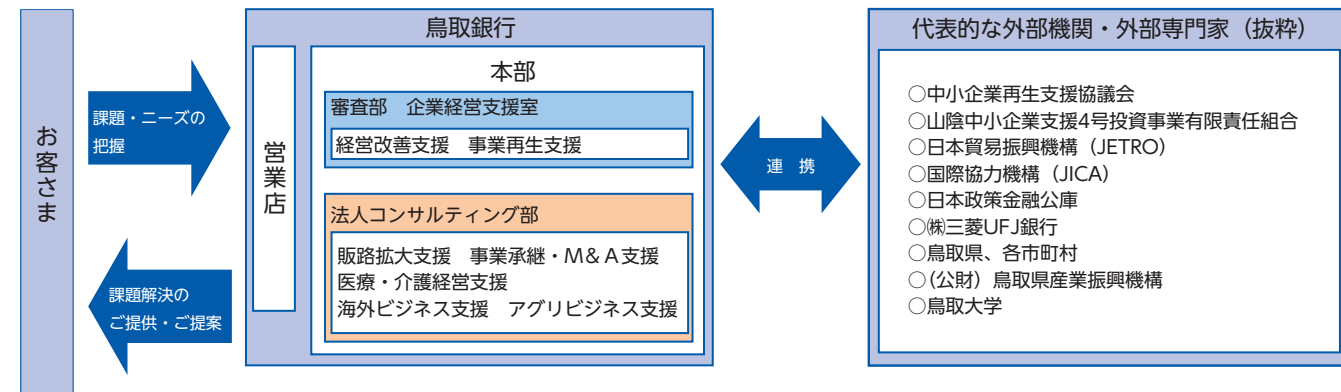 お客さま
課題・ニーズの
把握
課題解決の
ご提供・ご提案
鳥取銀行
営業店
本部
審査部　企業経営支援室
経営改善支援　事業再生支援
法人コンサルティング部
販路拡大支援　事業承継・M&A支援
医療・介護経営支援
海外ビジネス支援　アグリビジネス支援
連　携
代表的な外部機関・外部専門家（抜粋）
○中小企業再生支援協議会
○山陰中小企業支援4号投資事業有限責任組合
○日本貿易振興機構（JETRO）
○国際協力機構（JICA）
○日本政策金融公庫
○㈱三菱UFJ銀行
○鳥取県、各市町村
○（公財）鳥取県産業振興機構
○鳥取大学